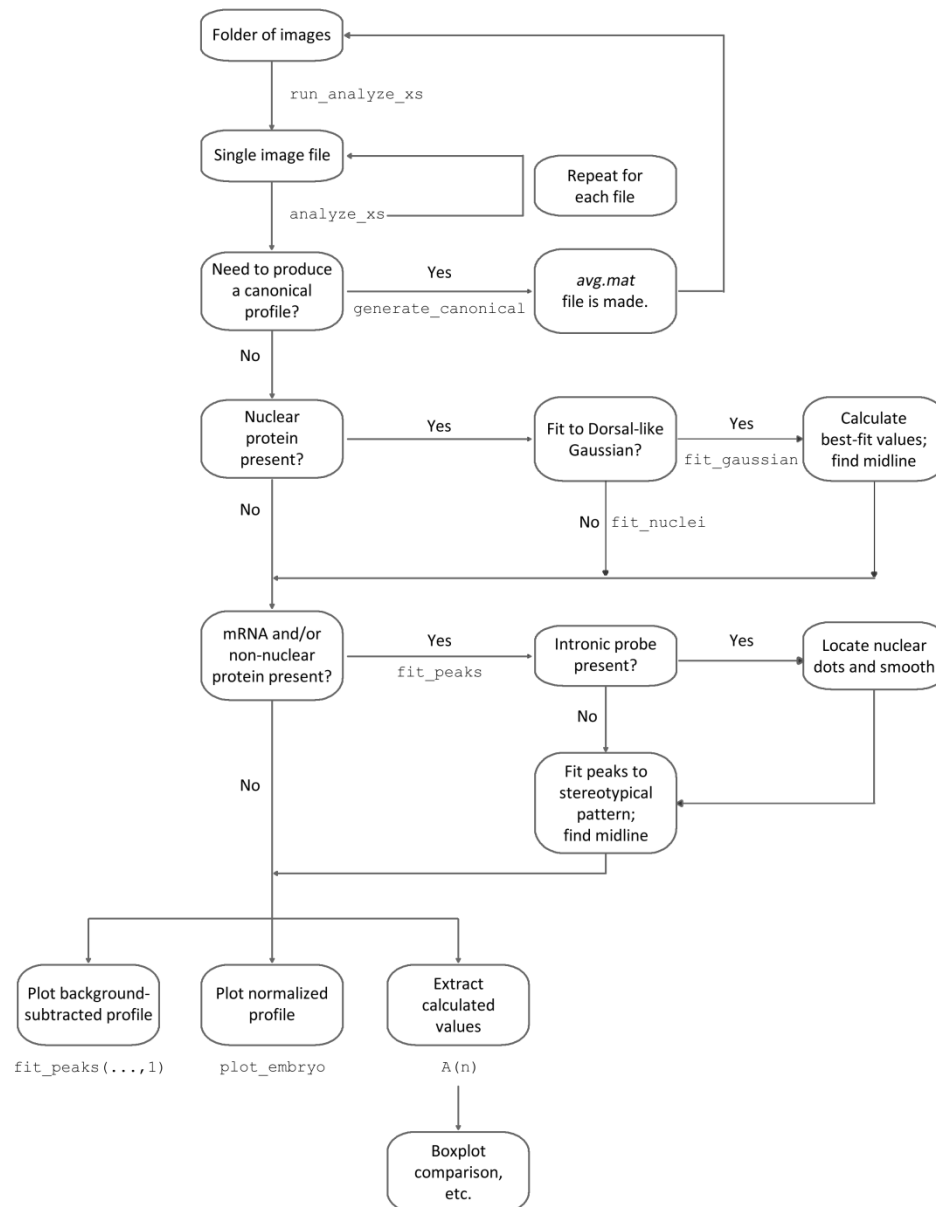 Folder of images
run_analyze_xs
Single image file
Repeat for
each file
analyze_xs
Need to produce
a canonical
profile?
Yes
generate_canonical
avg.mat
file is made.
No
Nuclear
protein
present?
Yes
Fit to Dorsal-like
Gaussian?
Yes
fit_gaussian
Calculate
best-fit values;
find midline
No
No fit_nuclei
mRNA and/or
non-nuclear
protein present?
Yes
fit_peaks
Intronic probe
present?
Yes
Locate nuclear
dots and smooth
No
No
Fit peaks to
stereotypical
pattern;
find midline
Plot background-
subtracted profile
Plot normalized
profile
Extract
calculated
values
fit_peaks(...,1)
plot_embryo
A(n)
Boxplot
comparison,
etc.